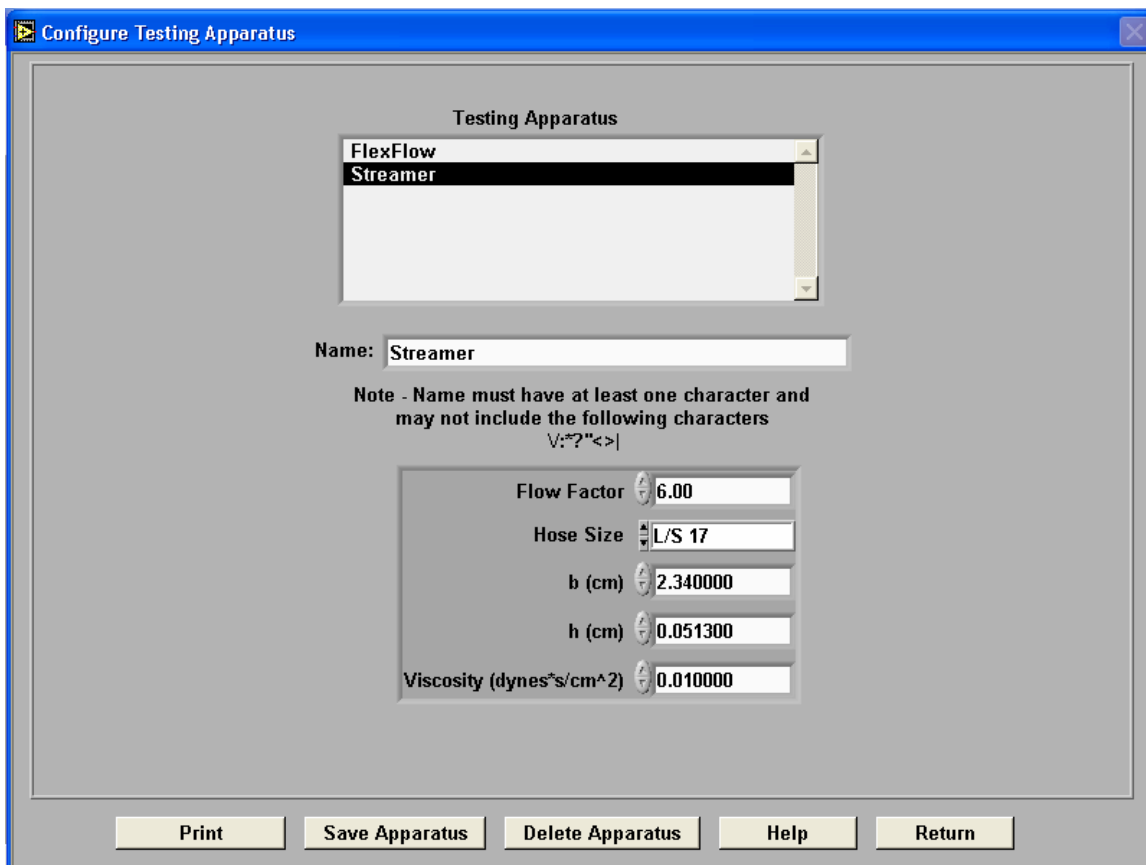 Configure Testing Apparatus
Testing Apparatus
FlexFlow
Streamer
Name: Streamer
Note - Name must have at least one character and
may not include the following characters
\/:*?"<>|
Flow Factor 6.00
Hose Size L/S 17
b (cm) 2.340000
h (cm) 0.051300
Viscosity (dynes*s/cm^2) 0.010000
Print Save Apparatus Delete Apparatus Help Return